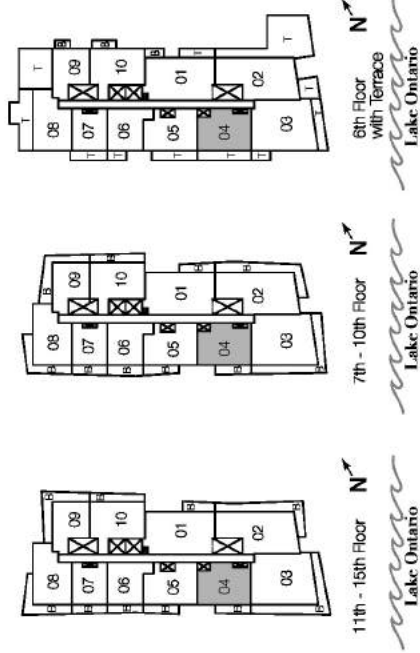 B
B
08
09
B
B
07
10
B
06
B
05
01
B
04
02
B
03
B
11th - 15th Floor
N
Lake Ontario
B
B
08
09
B
B
07
10
B
06
B
05
01
B
04
02
B
03
B
7th - 10th Floor
N
Lake Ontario
T
T
B
08
09
B
T
07
10
06
B
T
05
01
T
04
02
T
T
03
T
6th Floor
with Terrace
N
Lake Ontario